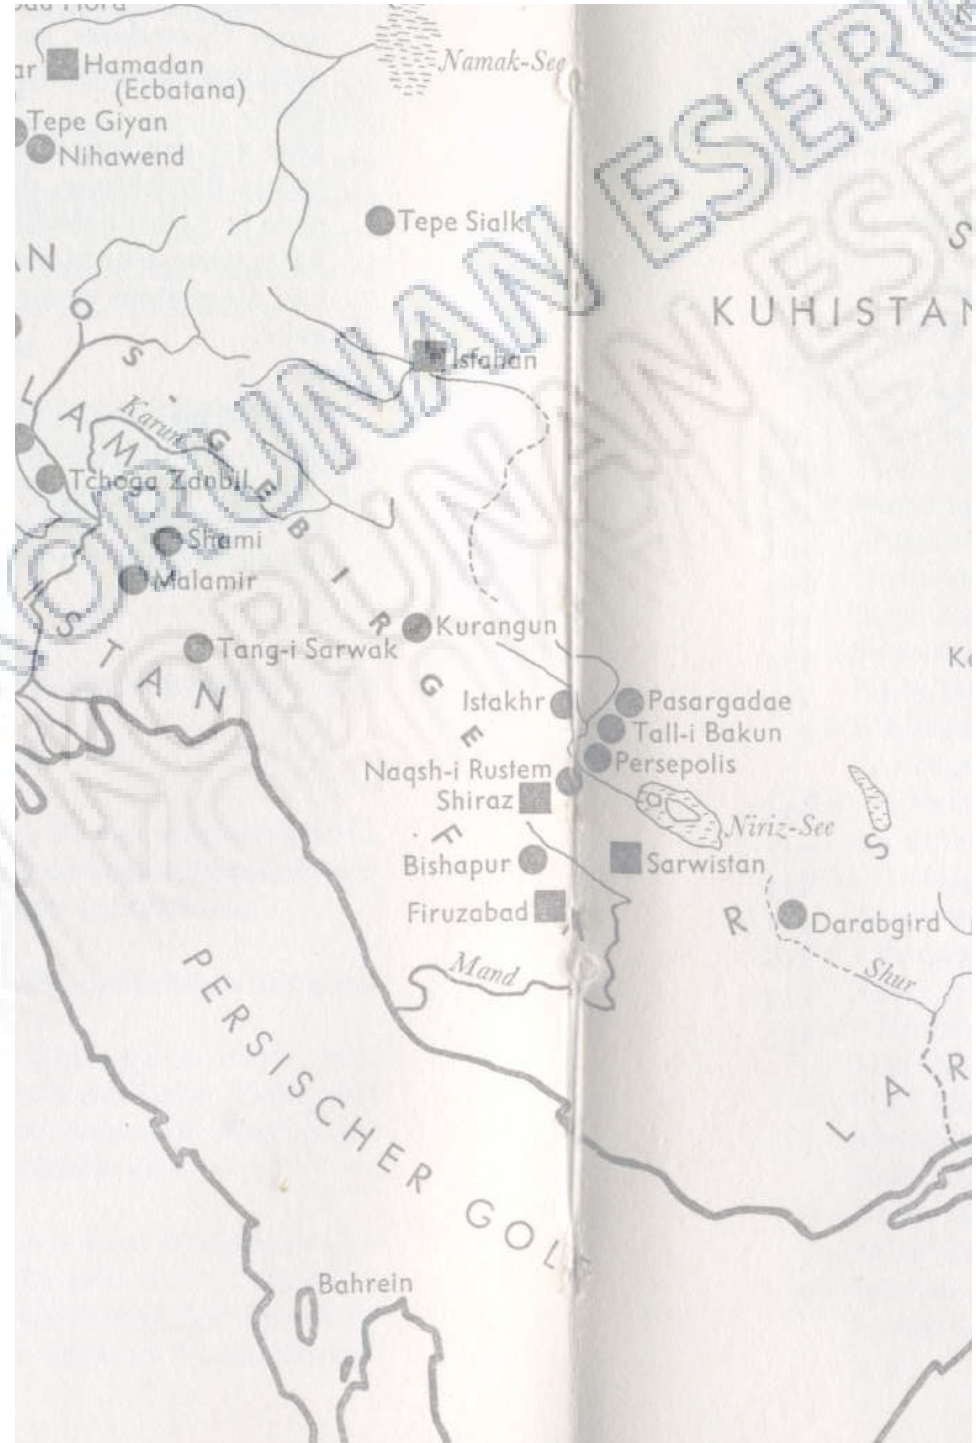 Hamadan
(Ecbatana)
Namak-See
Tepe Giyan
Nihawend
Tepe Sialk
KUHISTAN
Isfahan
Karun
Tchoga Zanbil
Shami
Malamir
Tang-i Sarwak
Kurangun
GEBIRGE
Istakhr
Pasargadae
Tall-i Bakun
Persepolis
Naqsh-i Rustem
Shiraz
Niriz-See
Bishapur
Sarwistan
Firuzabad
Darabgird
Mand
Shur
PERSISCHER GOLF
Bahrein